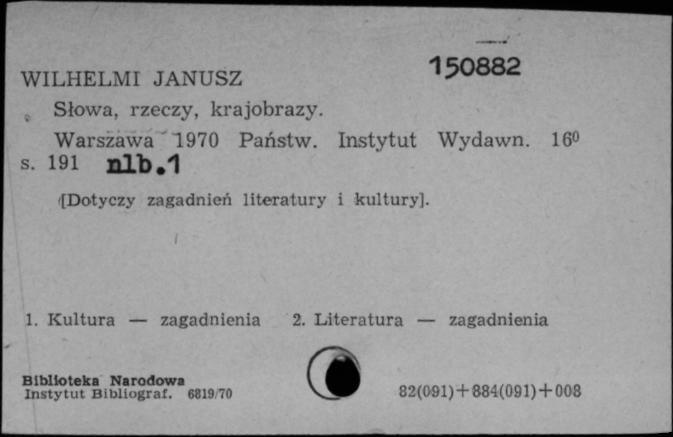 150882
WILHELMI JANUSZ
Słowa, rzeczy, krajobrazy.
Warszawa 1970 Państw. Instytut Wydawn. 16⁰
s. 191 nlb.1
[Dotyczy zagadnień literatury i kultury].
1. Kultura — zagadnienia 2. Literatura — zagadnienia
Biblioteka Narodowa
Instytut Bibliograf. 6819/70
82(091)+884(091)+008